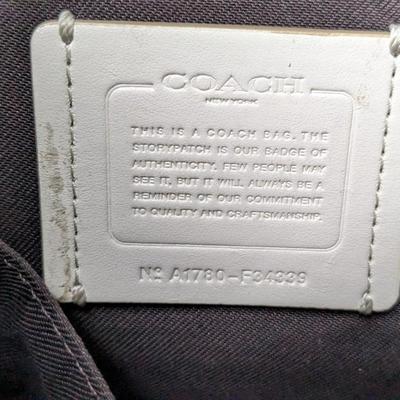 COACH
NEW YORK
THIS IS A COACH BAG. THE
STORYPATCH IS OUR BADGE OF
AUTHENTICITY. FEW PEOPLE MAY
SEE IT, BUT IT WILL ALWAYS BE A
REMINDER OF OUR COMMITMENT
TO QUALITY AND CRAFTSMANSHIP.
Nº A1780-F34339